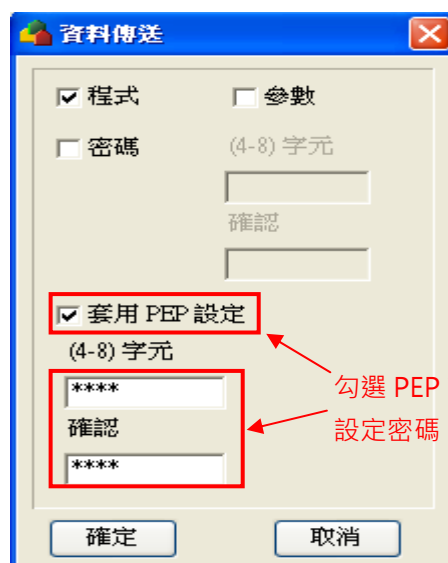 資料傳送
程式 參數
密碼 (4-8) 字元
確認
套用 PEP 設定
(4-8) 字元
****
勾選 PEP
確認
設定密碼
****
確定 取消